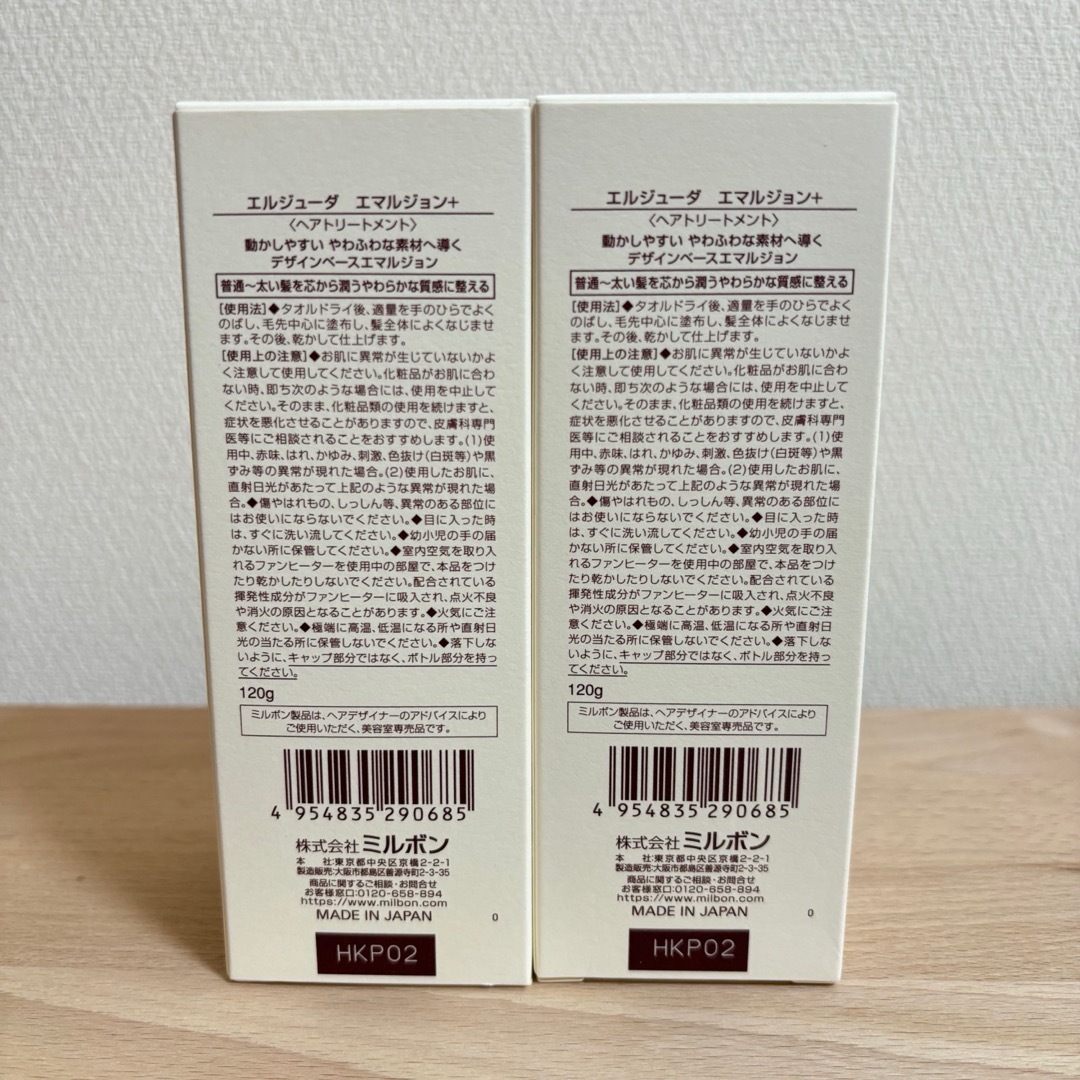 エルジューダ　エマルジョン+
〈ヘアトリートメント〉
動かしやすい やわふわな素材へ導く
デザインベースエマルジョン
普通～太い髪を芯から潤うやわらかな質感に整える
[使用法]◆タオルドライ後、適量を手のひらでよく
のばし、毛先中心に塗布し、髪全体によくなじませ
ます。その後、乾かして仕上げます。
[使用上の注意]◆お肌に異常が生じていないかよ
く注意して使用してください。化粧品がお肌に合わ
ない時、即ち次のような場合には、使用を中止して
ください。そのまま、化粧品類の使用を続けますと、
症状を悪化させることがありますので、皮膚科専門
医等にご相談されることをおすすめします。(1)使
用中、赤味、はれ、かゆみ、刺激、色抜け(白斑等)や黒
ずみ等の異常が現れた場合。(2)使用したお肌に、
直射日光があたって上記のような異常が現れた場
合。◆傷やはれもの、しっしん等、異常のある部位に
はお使いにならないでください。◆目に入った時
は、すぐに洗い流してください。◆幼小児の手の届
かない所に保管してください。◆室内空気を取り入
れるファンヒーターを使用中の部屋で、本品をつけ
たり乾かしたりしないでください。配合されている
揮発性成分がファンヒーターに吸入され、点火不良
や消火の原因となることがあります。◆火気にご注
意ください。◆極端に高温、低温になる所や直射日
光の当たる所に保管しないでください。◆落下しな
いように、キャップ部分ではなく、ボトル部分を持っ
てください。
120g
ミルボン製品は、ヘアデザイナーのアドバイスにより
ご使用いただく、美容室専売品です。
4 954835 290685
株式会社 ミルボン
本　社:東京都中央区京橋2-2-1
製造販売:大阪市都島区善源寺町2-3-35
商品に関するご相談・お問合せ
お客様窓口:0120-658-894
https://www.milbon.com
MADE IN JAPAN 0
HKP02
エルジューダ　エマルジョン+
〈ヘアトリートメント〉
動かしやすい やわふわな素材へ導く
デザインベースエマルジョン
普通～太い髪を芯から潤うやわらかな質感に整える
[使用法]◆タオルドライ後、適量を手のひらでよく
のばし、毛先中心に塗布し、髪全体によくなじませ
ます。その後、乾かして仕上げます。
[使用上の注意]◆お肌に異常が生じていないかよ
く注意して使用してください。化粧品がお肌に合わ
ない時、即ち次のような場合には、使用を中止して
ください。そのまま、化粧品類の使用を続けますと、
症状を悪化させることがありますので、皮膚科専門
医等にご相談されることをおすすめします。(1)使
用中、赤味、はれ、かゆみ、刺激、色抜け(白斑等)や黒
ずみ等の異常が現れた場合。(2)使用したお肌に、
直射日光があたって上記のような異常が現れた場
合。◆傷やはれもの、しっしん等、異常のある部位に
はお使いにならないでください。◆目に入った時
は、すぐに洗い流してください。◆幼小児の手の届
かない所に保管してください。◆室内空気を取り入
れるファンヒーターを使用中の部屋で、本品をつけ
たり乾かしたりしないでください。配合されている
揮発性成分がファンヒーターに吸入され、点火不良
や消火の原因となることがあります。◆火気にご注
意ください。◆極端に高温、低温になる所や直射日
光の当たる所に保管しないでください。◆落下しな
いように、キャップ部分ではなく、ボトル部分を持っ
てください。
120g
ミルボン製品は、ヘアデザイナーのアドバイスにより
ご使用いただく、美容室専売品です。
4 954835 290685
株式会社 ミルボン
本　社:東京都中央区京橋2-2-1
製造販売:大阪市都島区善源寺町2-3-35
商品に関するご相談・お問合せ
お客様窓口:0120-658-894
https://www.milbon.com
MADE IN JAPAN 0
HKP02